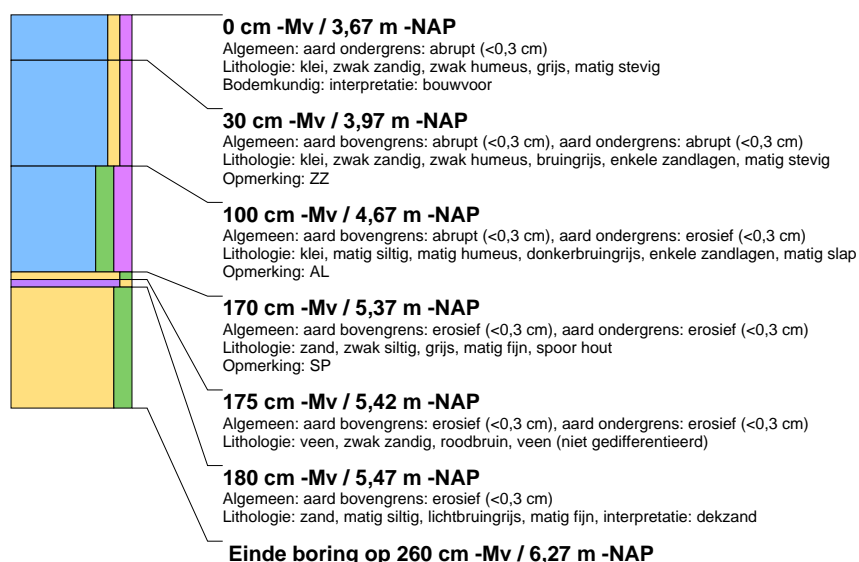 0 cm -Mv / 3,67 m -NAP
Algemeen: aard ondergrens: abrupt (<0,3 cm)
Lithologie: klei, zwak zandig, zwak humeus, grijs, matig stevig
Bodemkundig: interpretatie: bouwvoor
30 cm -Mv / 3,97 m -NAP
Algemeen: aard bovengrens: abrupt (<0,3 cm), aard ondergrens: abrupt (<0,3 cm)
Lithologie: klei, zwak zandig, zwak humeus, bruingrijs, enkele zandlagen, matig stevig
Opmerking: ZZ
100 cm -Mv / 4,67 m -NAP
Algemeen: aard bovengrens: abrupt (<0,3 cm), aard ondergrens: erosief (<0,3 cm)
Lithologie: klei, matig siltig, matig humeus, donkerbruingrijs, enkele zandlagen, matig slap
Opmerking: AL
170 cm -Mv / 5,37 m -NAP
Algemeen: aard bovengrens: erosief (<0,3 cm), aard ondergrens: erosief (<0,3 cm)
Lithologie: zand, zwak siltig, grijs, matig fijn, spoor hout
Opmerking: SP
175 cm -Mv / 5,42 m -NAP
Algemeen: aard bovengrens: erosief (<0,3 cm), aard ondergrens: erosief (<0,3 cm)
Lithologie: veen, zwak zandig, roodbruin, veen (niet gedifferentieerd)
180 cm -Mv / 5,47 m -NAP
Algemeen: aard bovengrens: erosief (<0,3 cm)
Lithologie: zand, matig siltig, lichtbruingrijs, matig fijn, interpretatie: dekzand
Einde boring op 260 cm -Mv / 6,27 m -NAP